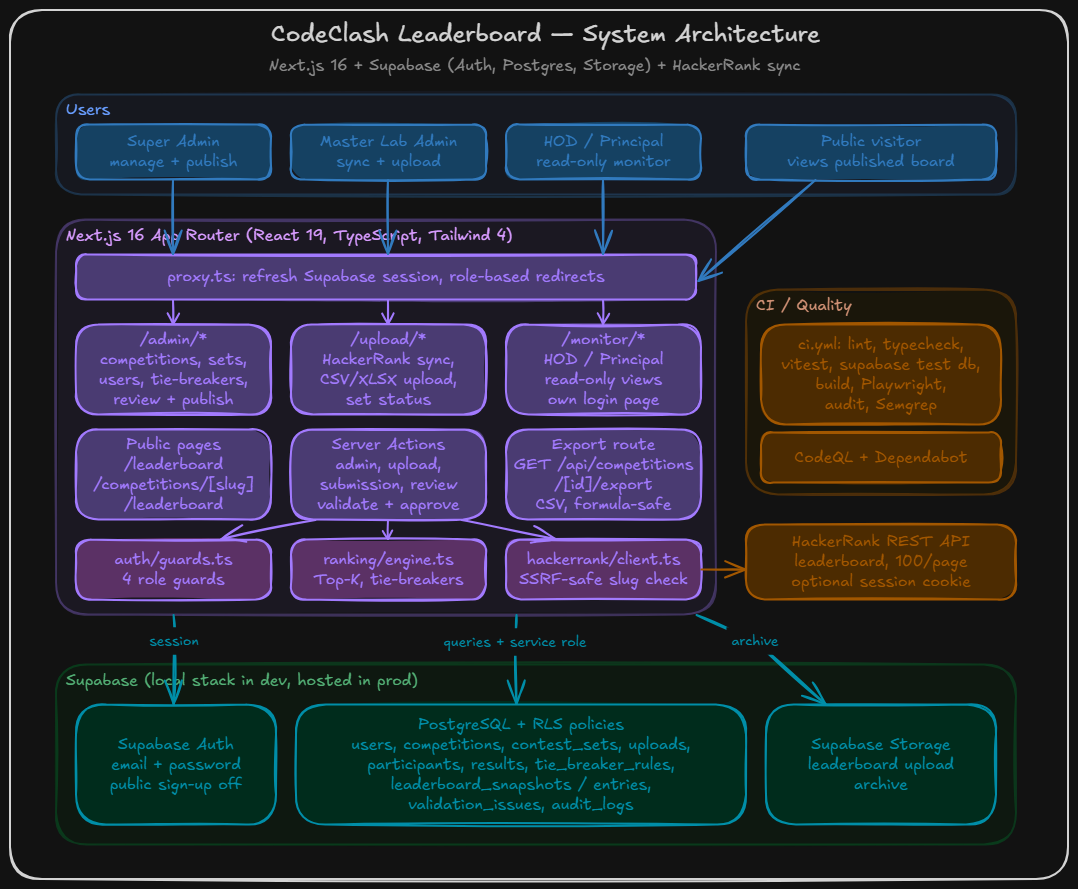 CodeClash Leaderboard — System Architecture
Next.js 16 + Supabase (Auth, Postgres, Storage) + HackerRank sync
Users
Super Admin
manage + publish
Master Lab Admin
sync + upload
HOD / Principal
read-only monitor
Public visitor
views published board
Next.js 16 App Router (React 19, TypeScript, Tailwind 4)
proxy.ts: refresh Supabase session, role-based redirects
/admin/*
competitions, sets,
users, tie-breakers,
review + publish
/upload/*
HackerRank sync,
CSV/XLSX upload,
set status
/monitor/*
HOD / Principal
read-only views
own login page
Public pages
/leaderboard
/competitions/[slug]
/leaderboard
Server Actions
admin, upload,
submission, review
validate + approve
Export route
GET /api/competitions
/[id]/export
CSV, formula-safe
auth/guards.ts
4 role guards
ranking/engine.ts
Top-K, tie-breakers
hackerrank/client.ts
SSRF-safe slug check
CI / Quality
ci.yml: lint, typecheck,
vitest, supabase test db,
build, Playwright,
audit, Semgrep
CodeQL + Dependabot
HackerRank REST API
leaderboard, 100/page
optional session cookie
session
queries + service role
archive
Supabase (local stack in dev, hosted in prod)
Supabase Auth
email + password
public sign-up off
PostgreSQL + RLS policies
users, competitions, contest_sets, uploads,
participants, results, tie_breaker_rules,
leaderboard_snapshots / entries,
validation_issues, audit_logs
Supabase Storage
leaderboard upload
archive